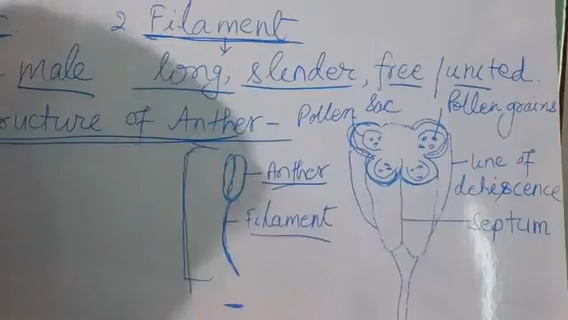 2 Filament
male long, slender, free / united.
ructure of Anther - Pollen Sac Pollen grains
Anther
line of
dehiscence
Filament
septum